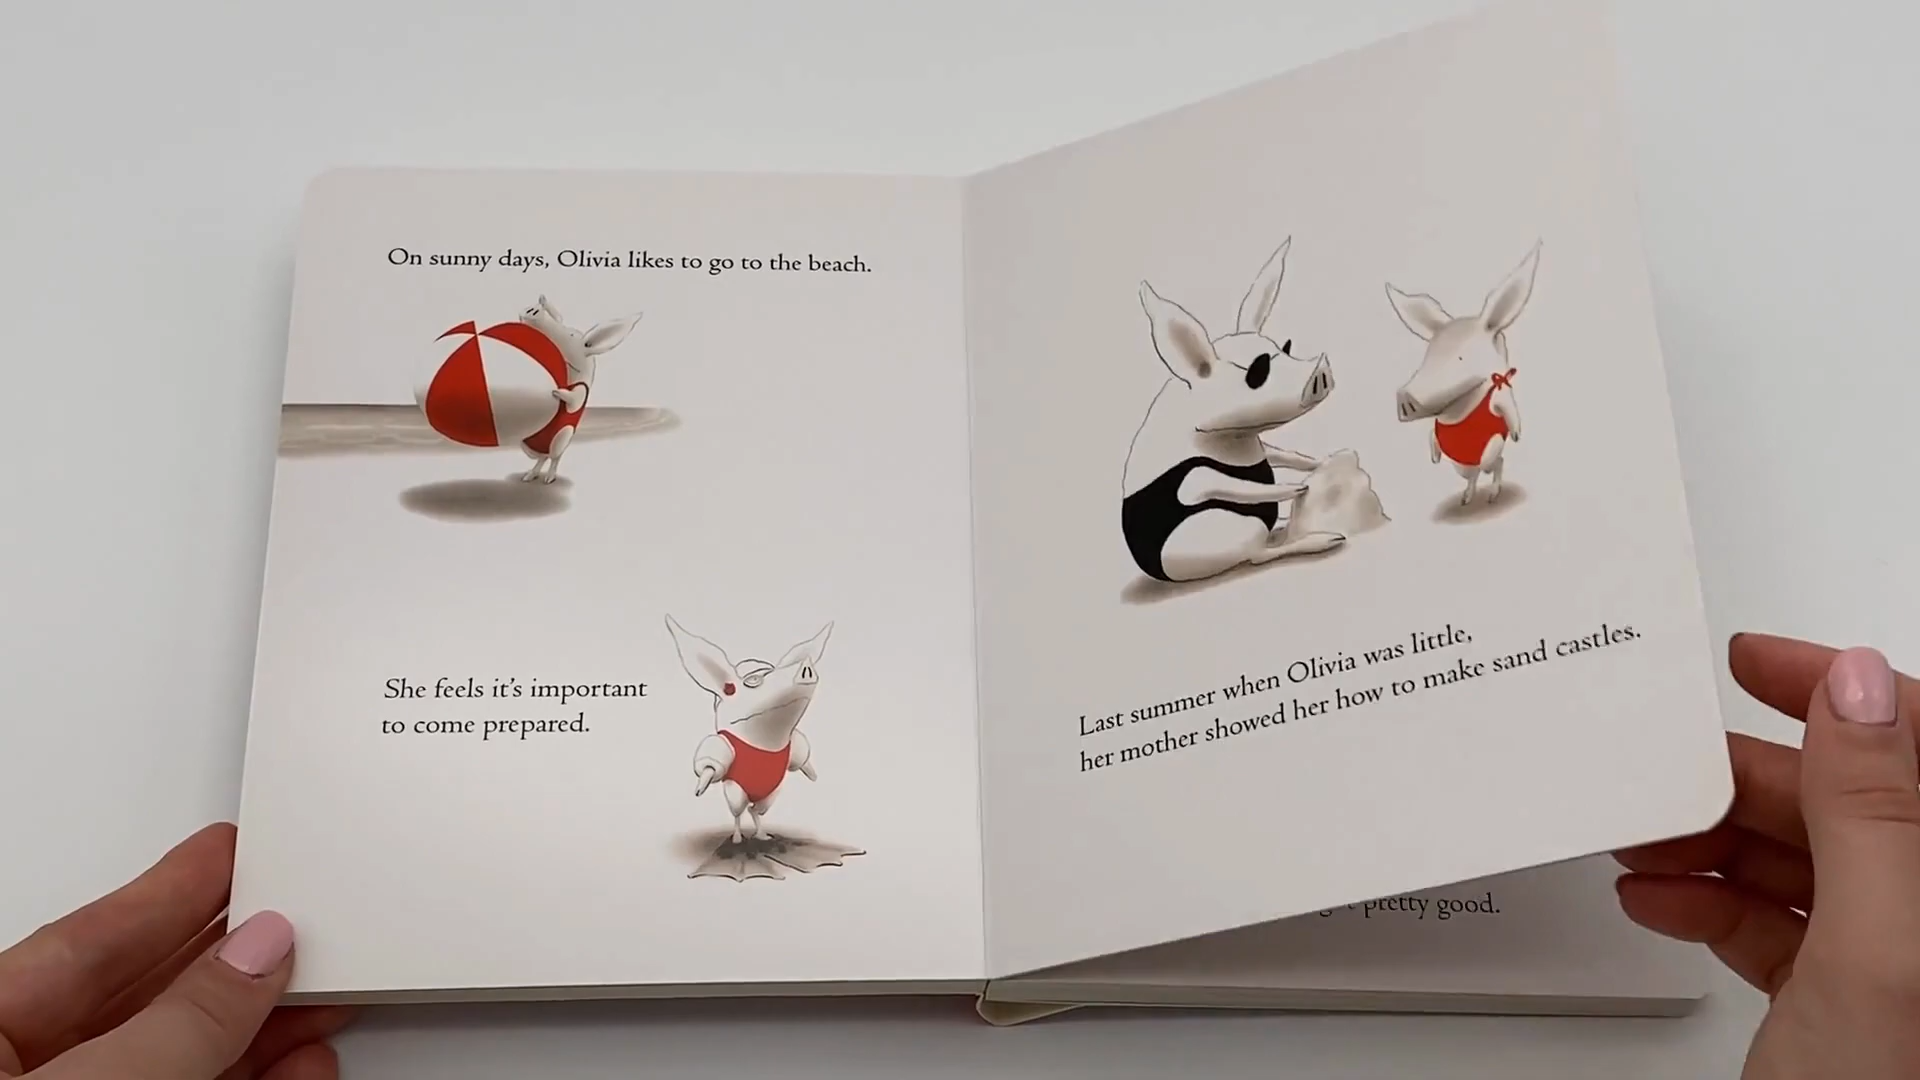 On sunny days, Olivia likes to go to the beach.
She feels it's important
to come prepared.
Last summer when Olivia was little,
her mother showed her how to make sand castles.
pretty good.